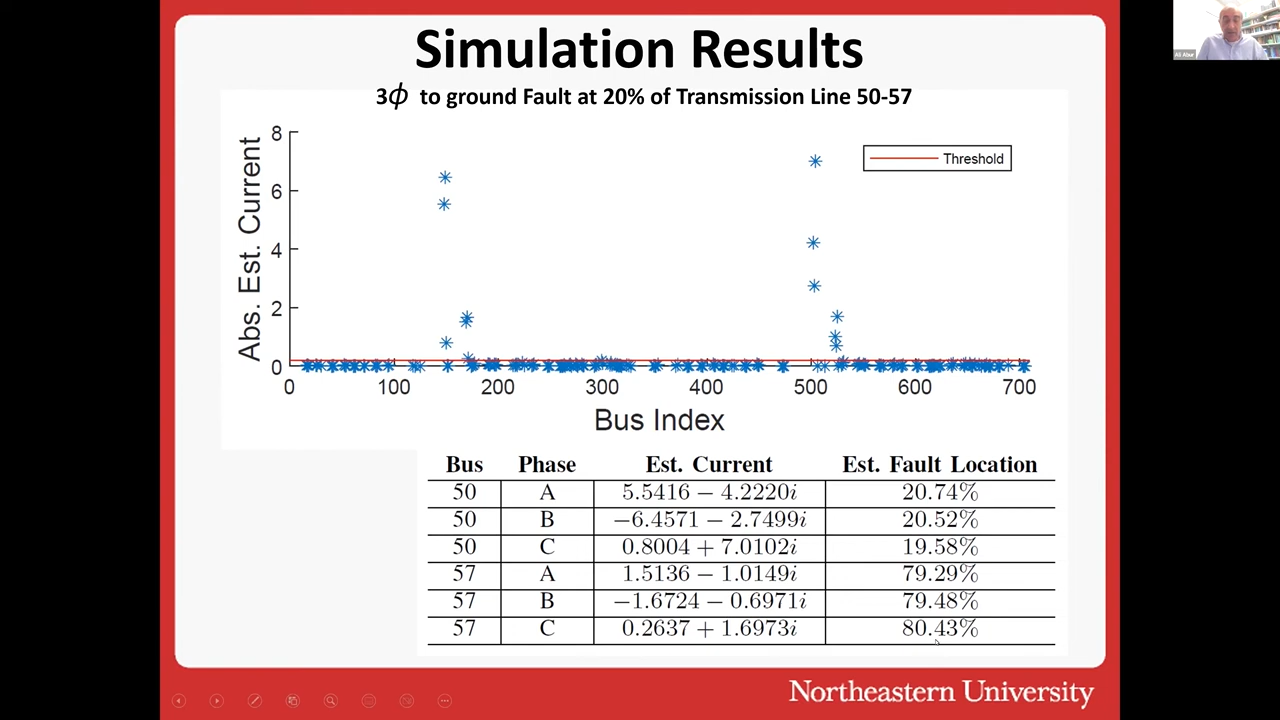 Simulation Results
3ϕ to ground Fault at 20% of Transmission Line 50-57
Abs. Est. Current
8
6
4
2
0
Threshold
0 100 200 300 400 500 600 700
Bus Index
Bus Phase Est. Current Est. Fault Location
50 A 5.5416 − 4.2220i 20.74%
50 B −6.4571 − 2.7499i 20.52%
50 C 0.8004 + 7.0102i 19.58%
57 A 1.5136 − 1.0149i 79.29%
57 B −1.6724 − 0.6971i 79.48%
57 C 0.2637 + 1.6973i 80.43%
Northeastern University
Ali Abur